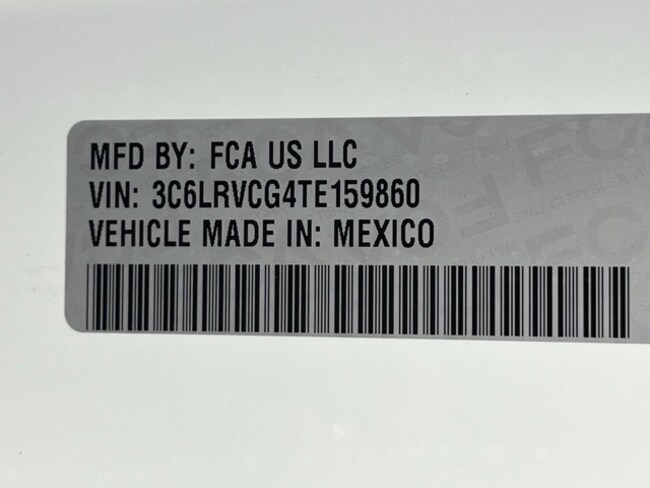 MFD BY: FCA US LLC
VIN: 3C6LRVCG4TE159860
VEHICLE MADE IN: MEXICO